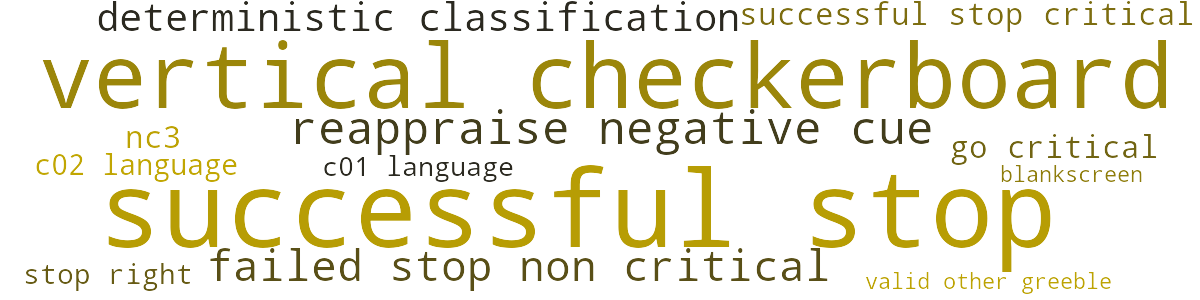 deterministic classification
successful stop critical
vertical checkerboard
reappraise negative cue
nc3
go critical
c02 language
c01 language
blankscreen
successful stop
failed stop non critical
stop right
valid other greeble